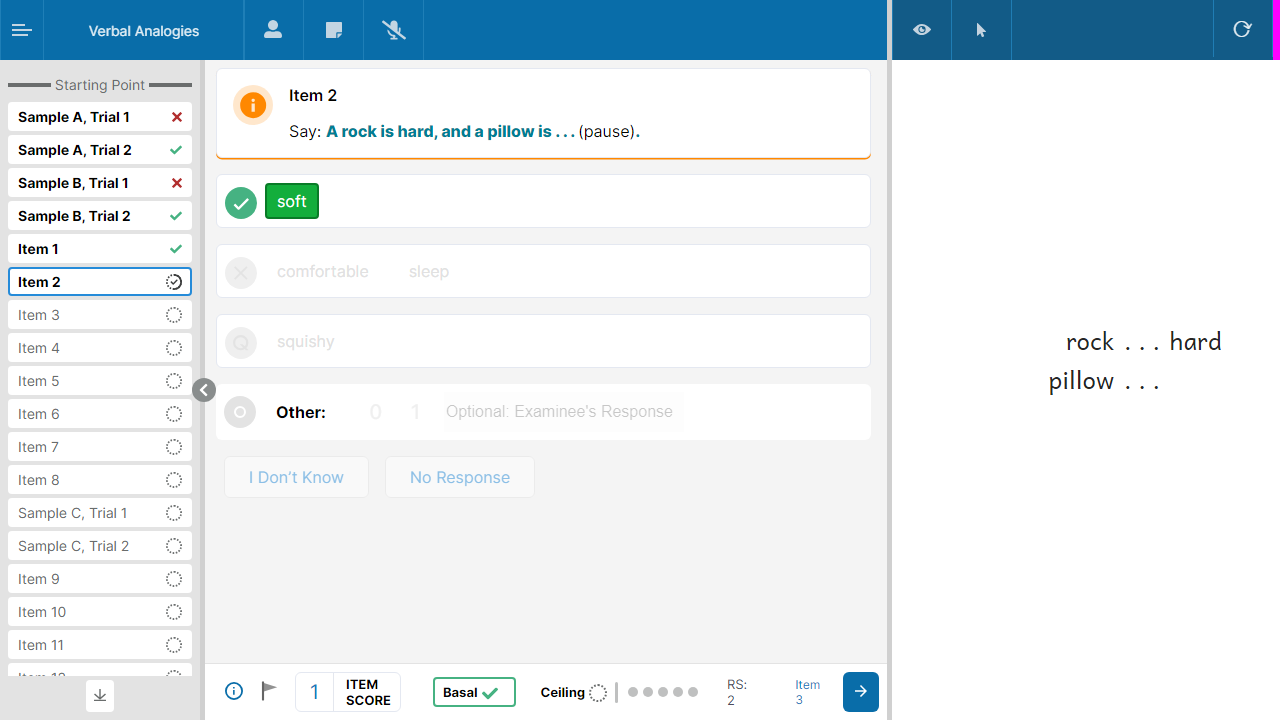 Verbal Analogies
Starting Point
Sample A, Trial 1
Sample A, Trial 2
Sample B, Trial 1
Sample B, Trial 2
Item 1
Item 2
Item 3
Item 4
Item 5
Item 6
Item 7
Item 8
Sample C, Trial 1
Sample C, Trial 2
Item 9
Item 10
Item 11
Item 2
Say: A rock is hard, and a pillow is . . . (pause).
soft
comfortable sleep
Q squishy
O Other: 0 1 Optional: Examinee's Response
I Don't Know No Response
1 ITEM SCORE
Basal
Ceiling
RS: 2
Item 3
rock . . . hard
pillow . . .